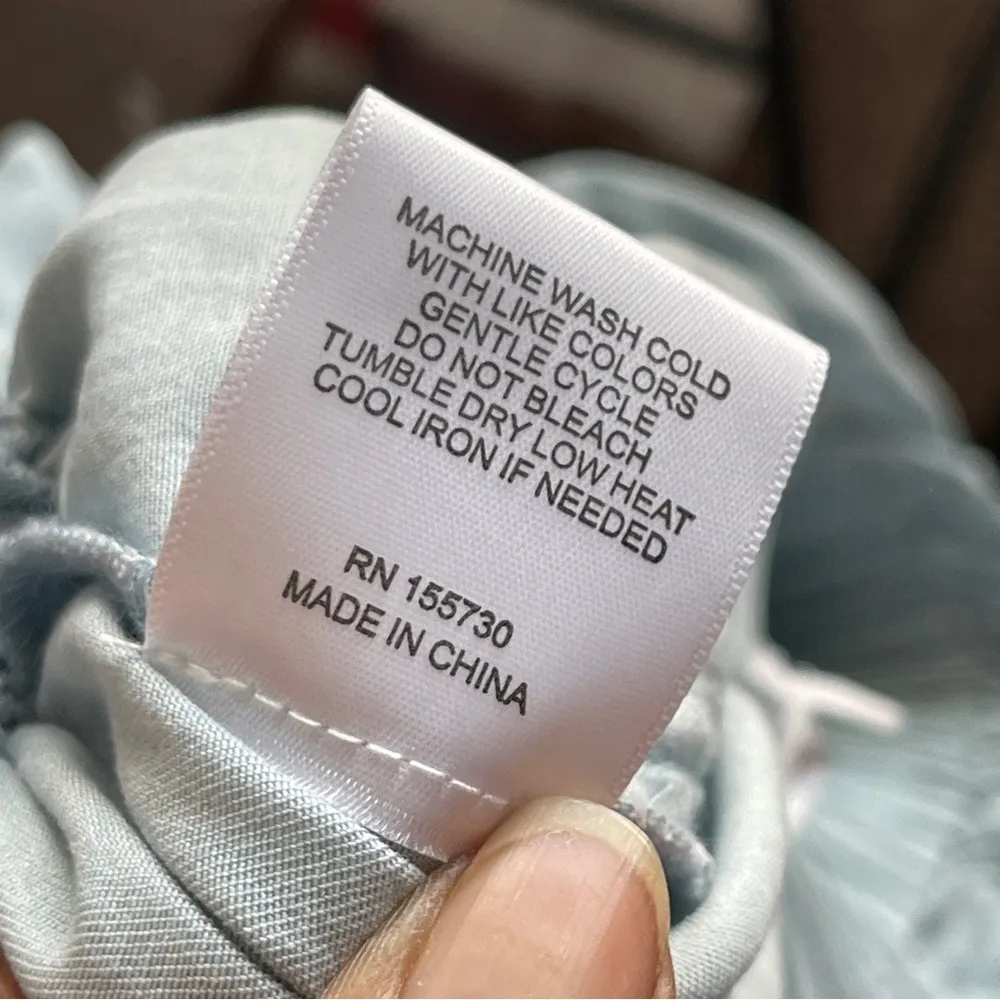 MACHINE WASH COLD
WITH LIKE COLORS
GENTLE CYCLE
DO NOT BLEACH
TUMBLE DRY LOW HEAT
COOL IRON IF NEEDED
RN 155730
MADE IN CHINA